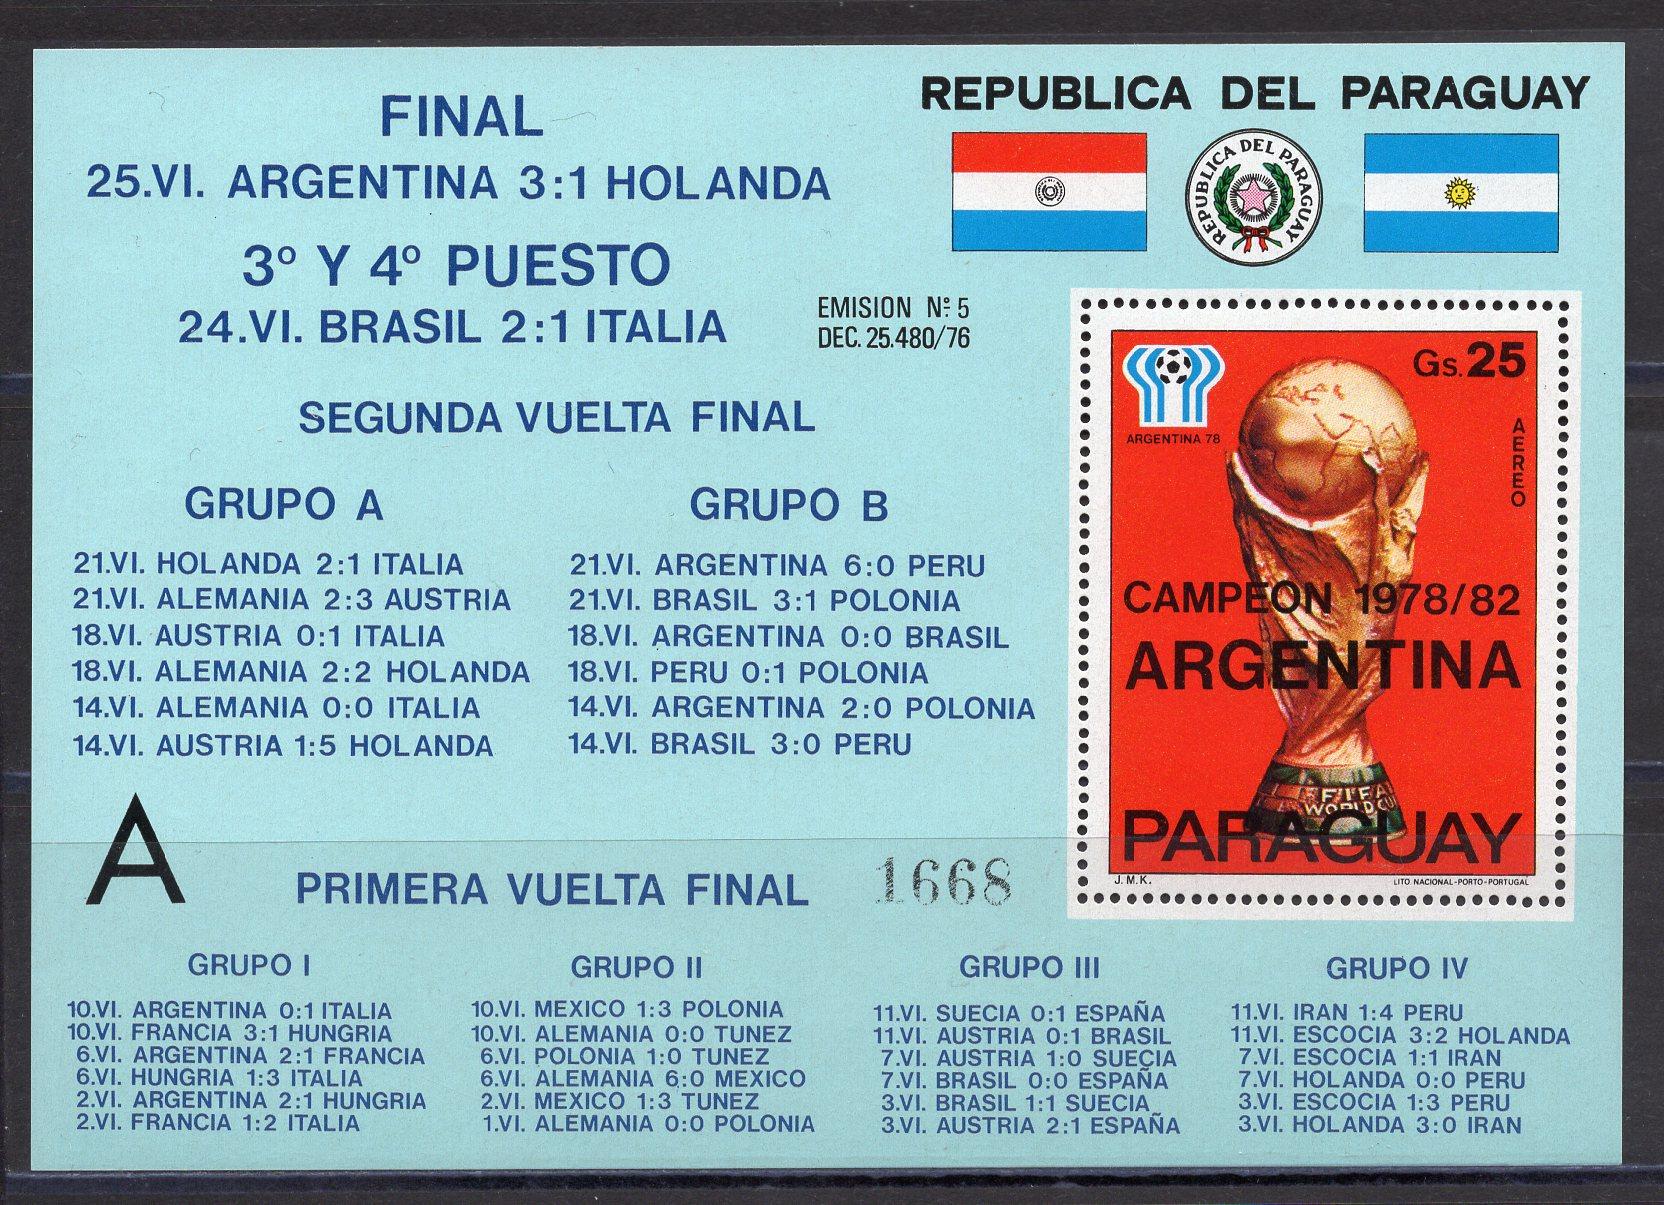 FINAL
25.VI. ARGENTINA 3:1 HOLANDA
3º Y 4º PUESTO
24.VI. BRASIL 2:1 ITALIA
REPUBLICA DEL PARAGUAY
REPUBLICA DEL PARAGUAY
EMISION Nº 5
DEC. 25.480/76
SEGUNDA VUELTA FINAL
GRUPO A
21.VI. HOLANDA 2:1 ITALIA
21.VI. ALEMANIA 2:3 AUSTRIA
18.VI. AUSTRIA 0:1 ITALIA
18.VI. ALEMANIA 2:2 HOLANDA
14.VI. ALEMANIA 0:0 ITALIA
14.VI. AUSTRIA 1:5 HOLANDA
GRUPO B
21.VI. ARGENTINA 6:0 PERU
21.VI. BRASIL 3:1 POLONIA
18.VI. ARGENTINA 0:0 BRASIL
18.VI. PERU 0:1 POLONIA
14.VI. ARGENTINA 2:0 POLONIA
14.VI. BRASIL 3:0 PERU
Gs. 25
ARGENTINA 78
AEREO
CAMPEON 1978/82
ARGENTINA
FIFA
WORLD CU
PARAGUAY
J.M.K.
LITO NACIONAL-PORTO-PORTUGAL
A
PRIMERA VUELTA FINAL
1668
GRUPO I
10.VI. ARGENTINA 0:1 ITALIA
10.VI. FRANCIA 3:1 HUNGRIA
6.VI. ARGENTINA 2:1 FRANCIA
6.VI. HUNGRIA 1:3 ITALIA
2.VI. ARGENTINA 2:1 HUNGRIA
2.VI. FRANCIA 1:2 ITALIA
GRUPO II
10.VI. MEXICO 1:3 POLONIA
10.VI. ALEMANIA 0:0 TUNEZ
6.VI. POLONIA 1:0 TUNEZ
6.VI. ALEMANIA 6:0 MEXICO
2.VI. MEXICO 1:3 TUNEZ
1.VI. ALEMANIA 0:0 POLONIA
GRUPO III
11.VI. SUECIA 0:1 ESPAÑA
11.VI. AUSTRIA 0:1 BRASIL
7.VI. AUSTRIA 1:0 SUECIA
7.VI. BRASIL 0:0 ESPAÑA
3.VI. BRASIL 1:1 SUECIA
3.VI. AUSTRIA 2:1 ESPAÑA
GRUPO IV
11.VI. IRAN 1:4 PERU
11.VI. ESCOCIA 3:2 HOLANDA
7.VI. ESCOCIA 1:1 IRAN
7.VI. HOLANDA 0:0 PERU
3.VI. ESCOCIA 1:3 PERU
3.VI. HOLANDA 3:0 IRAN